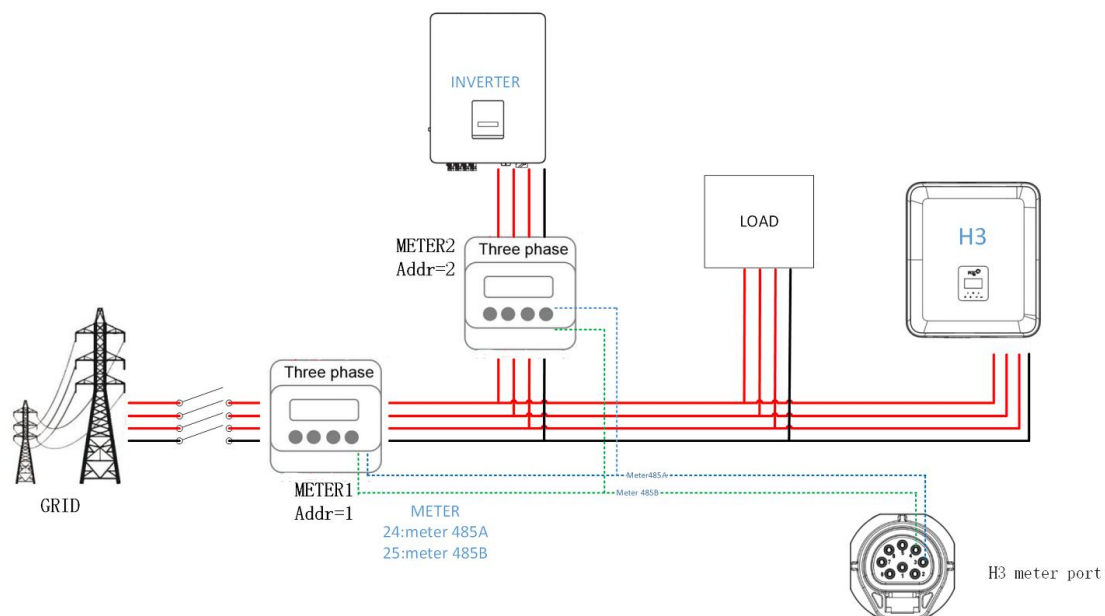 INVERTER
LOAD
H3
METER2
Addr=2
Three phase
Three phase
GRID
METER1
Addr=1
METER
24:meter 485A
25:meter 485B
Meter485A
Meter 485B
H3 meter port